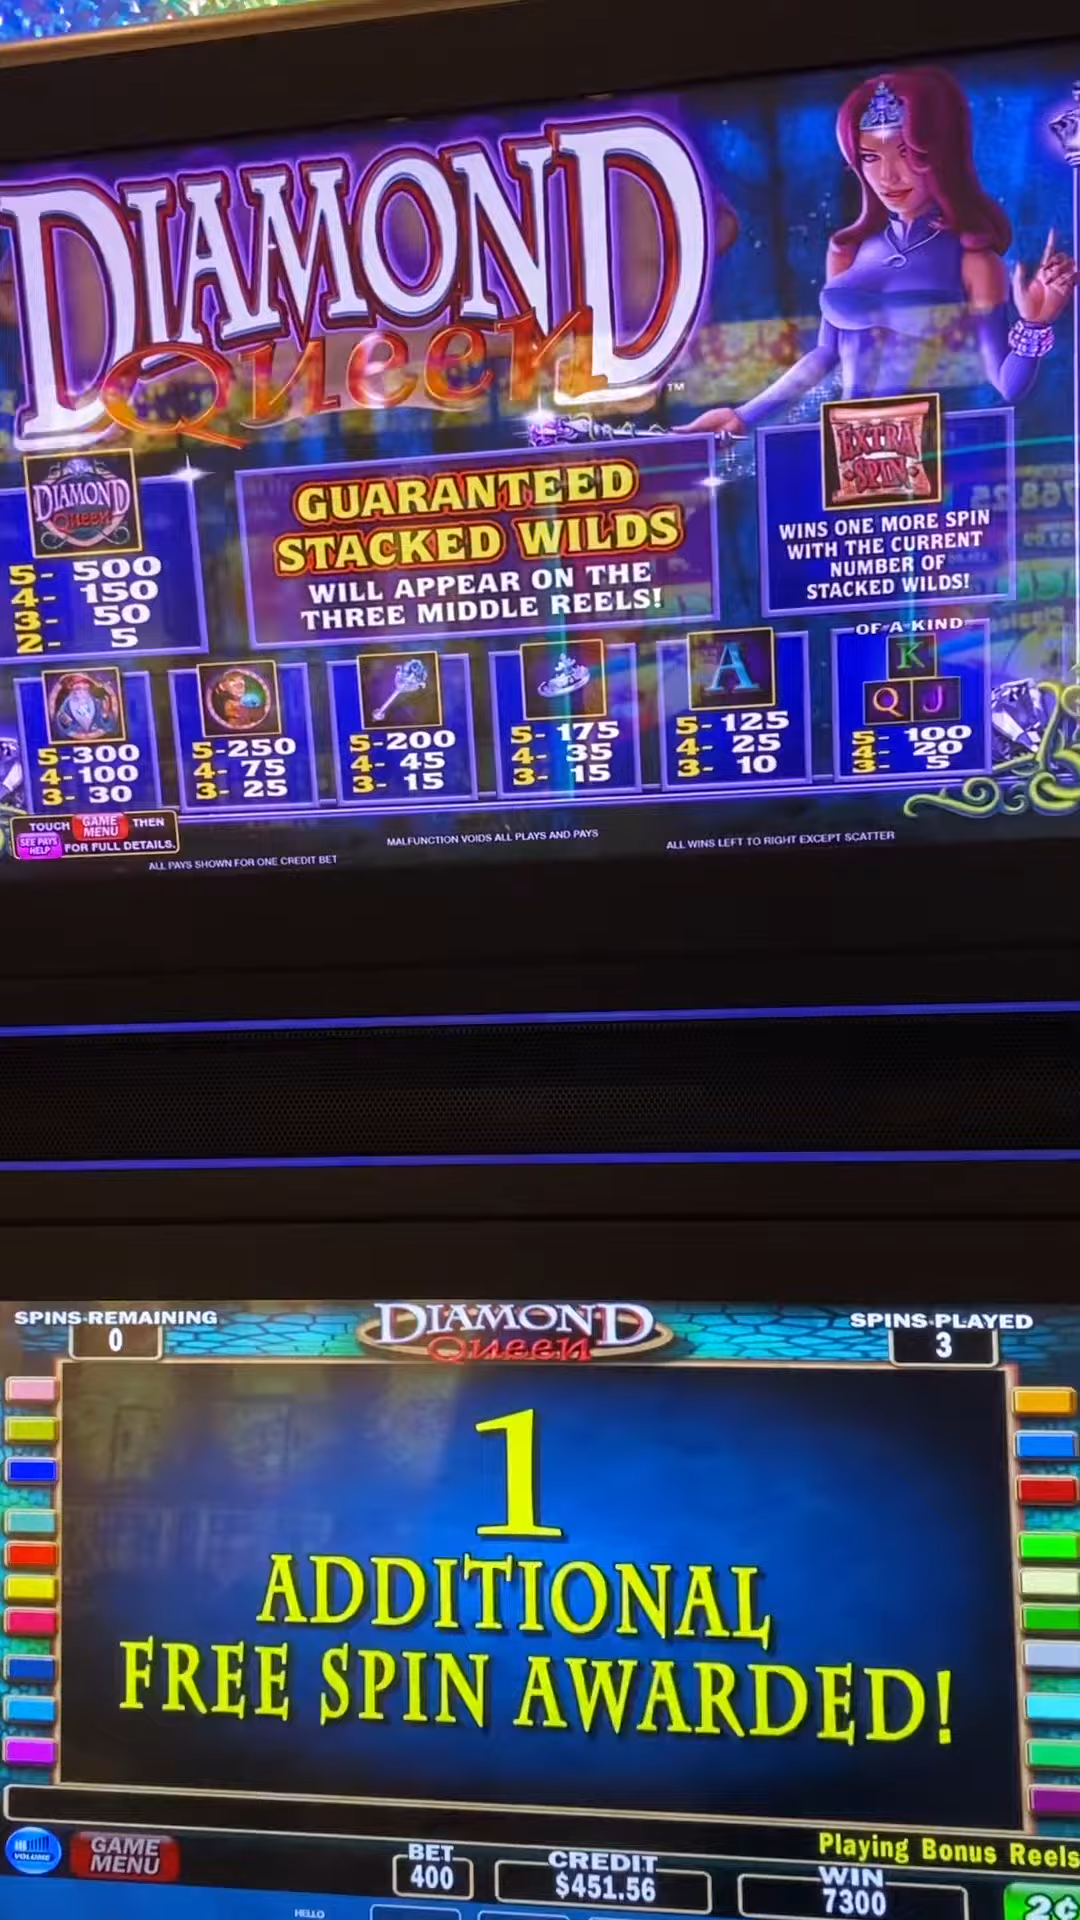 DIAMOND
Queen™
DIAMOND
Queen
5- 500
4- 150
3- 50
2- 5
GUARANTEED
STACKED WILDS
WILL APPEAR ON THE
THREE MIDDLE REELS!
EXTRA
SPIN
WINS ONE MORE SPIN
WITH THE CURRENT
NUMBER OF
STACKED WILDS!
5-300
4-100
3- 30
5-250
4- 75
3- 25
5-200
4- 45
3- 15
5- 175
4- 35
3- 15
A
5- 125
4- 25
3- 10
OF-A-KIND
K
Q J
5- 100
4- 20
3- 5
TOUCH GAME MENU THEN
SEE PAYS HELP FOR FULL DETAILS.
ALL PAYS SHOWN FOR ONE CREDIT BET
MALFUNCTION VOIDS ALL PLAYS AND PAYS
ALL WINS LEFT TO RIGHT EXCEPT SCATTER
SPINS REMAINING
0
DIAMOND
Queen
SPINS PLAYED
3
1
ADDITIONAL
FREE SPIN AWARDED!
Playing Bonus Reels
VOLUME
GAME
MENU
BET
400
CREDIT
$451.56
WIN
7300
2¢
HELLO